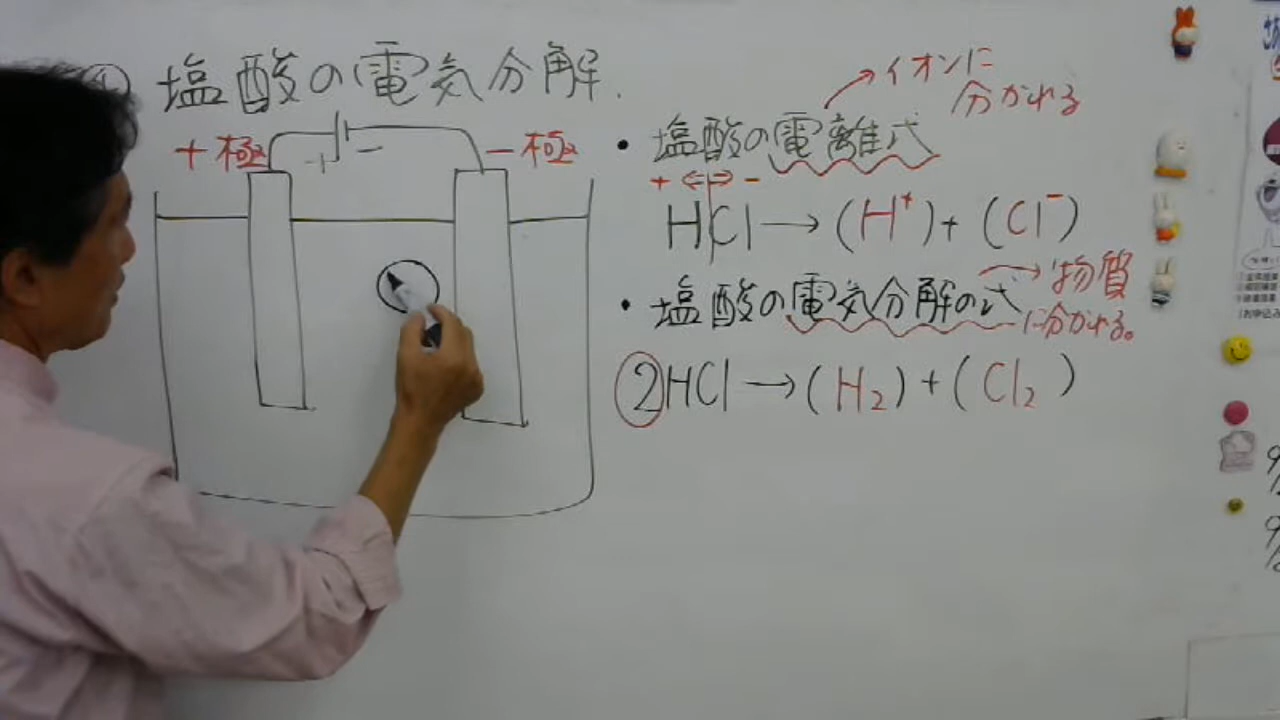 ① 塩酸の電気分解.
+極
+ −
−極
イオンに
分かれる
・塩酸の電離式
+ ⇔ −
HCl → (H⁺) + (Cl⁻)
・塩酸の電気分解の式 → 物質
に分かれる。
②HCl → (H₂) + (Cl₂)